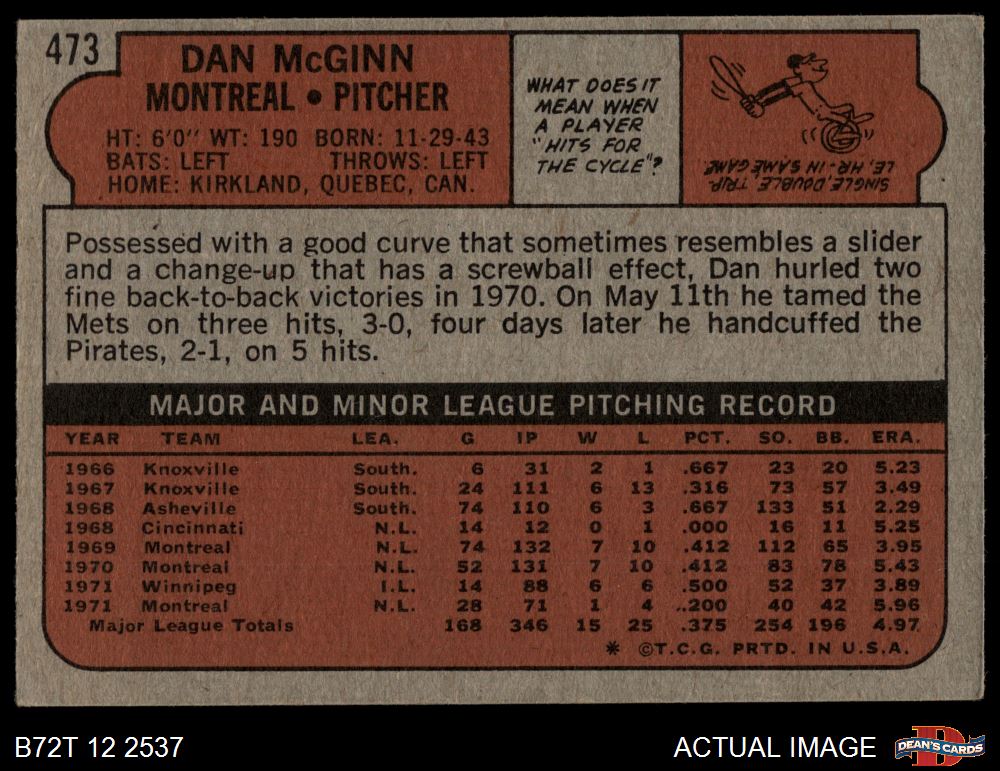 473
DAN McGINN
MONTREAL • PITCHER
HT: 6'0" WT: 190 BORN: 11-29-43
BATS: LEFT THROWS: LEFT
HOME: KIRKLAND, QUEBEC, CAN.
WHAT DOES IT
MEAN WHEN
A PLAYER
"HITS FOR
THE CYCLE"?
SINGLE, DOUBLE, TRIP-
LE, HR - IN SAME GAME.
Possessed with a good curve that sometimes resembles a slider
and a change-up that has a screwball effect, Dan hurled two
fine back-to-back victories in 1970. On May 11th he tamed the
Mets on three hits, 3-0, four days later he handcuffed the
Pirates, 2-1, on 5 hits.
MAJOR AND MINOR LEAGUE PITCHING RECORD
YEAR TEAM LEA. G IP W L PCT. SO. BB. ERA.
1966 Knoxville South. 6 31 2 1 .667 23 20 5.23
1967 Knoxville South. 24 111 6 13 .316 73 57 3.49
1968 Asheville South. 74 110 6 3 .667 133 51 2.29
1968 Cincinnati N.L. 14 12 0 1 .000 16 11 5.25
1969 Montreal N.L. 74 132 7 10 .412 112 65 3.95
1970 Montreal N.L. 52 131 7 10 .412 83 78 5.43
1971 Winnipeg I.L. 14 88 6 6 .500 52 37 3.89
1971 Montreal N.L. 28 71 1 4 .200 40 42 5.96
Major League Totals 168 346 15 25 .375 254 196 4.97
* ©T.C.G. PRTD. IN U.S.A.
B72T 12 2537
ACTUAL IMAGE
D
DEAN'S CARDS